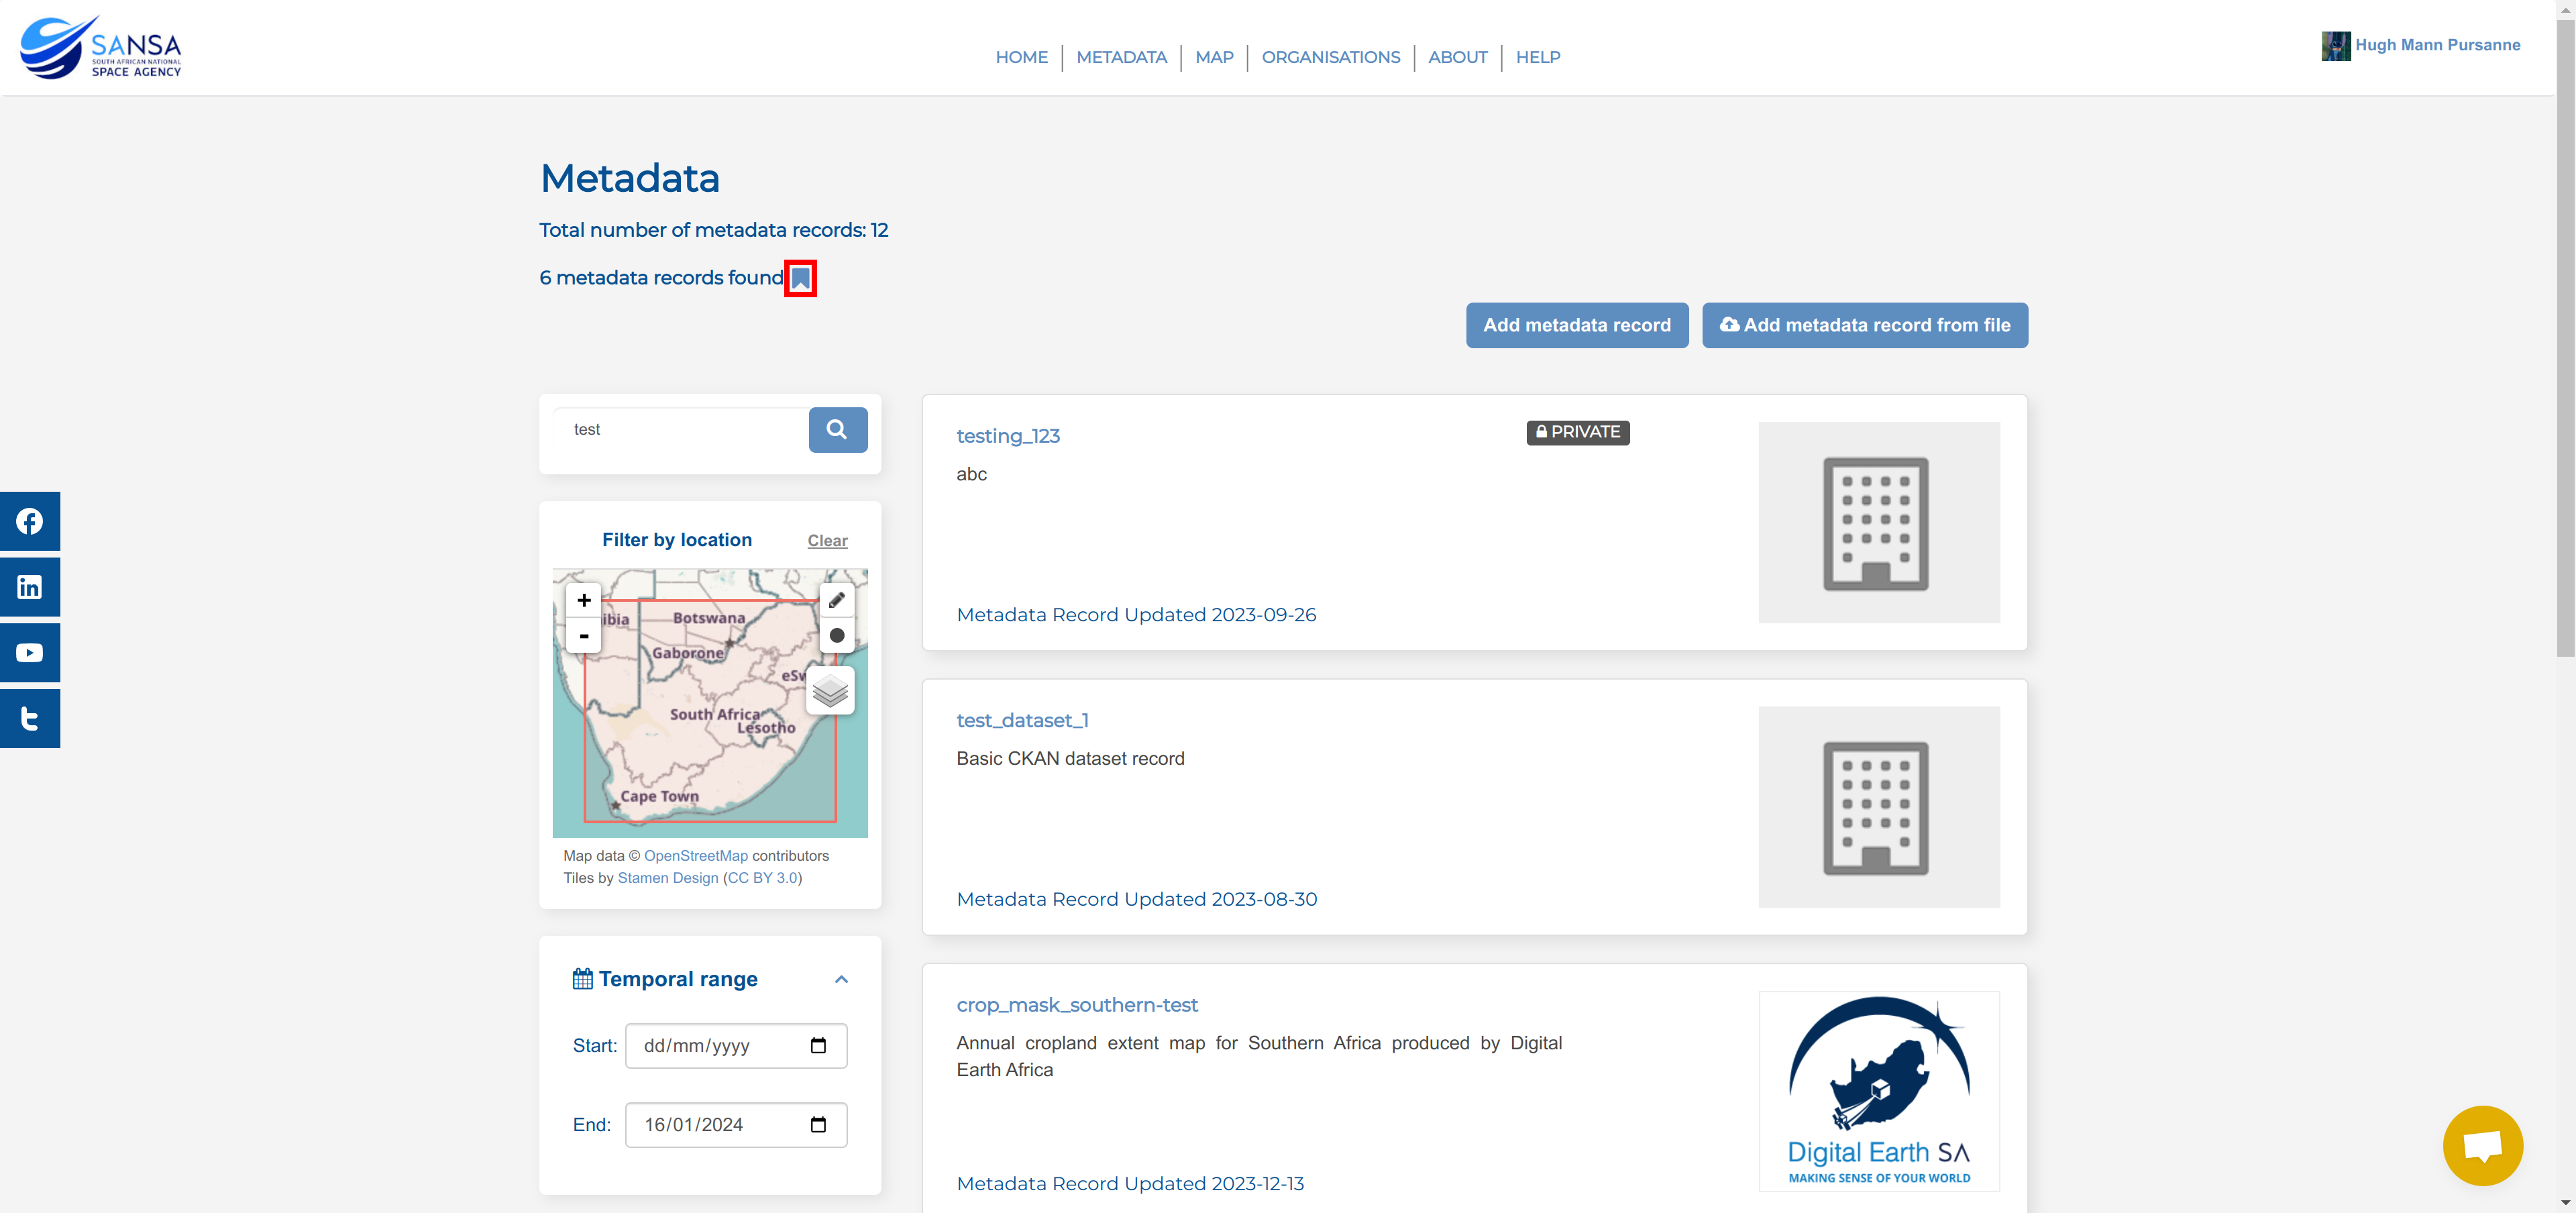 SANSA
SOUTH AFRICAN NATIONAL
SPACE AGENCY
HOME
METADATA
MAP
ORGANISATIONS
ABOUT
HELP
Hugh Mann Pursanne
Metadata
Total number of metadata records: 12
6 metadata records found
Add metadata record
Add metadata record from file
test
Filter by location
Clear
+
-
ibia
Botswana
Gaborone
eSw
South Africa
Lesotho
Cape Town
Map data © OpenStreetMap contributors
Tiles by Stamen Design (CC BY 3.0)
Temporal range
Start: dd/mm/yyyy
End: 16/01/2024
testing_123
PRIVATE
abc
Metadata Record Updated 2023-09-26
test_dataset_1
Basic CKAN dataset record
Metadata Record Updated 2023-08-30
crop_mask_southern-test
Annual cropland extent map for Southern Africa produced by Digital
Earth Africa
Metadata Record Updated 2023-12-13
Digital Earth SA
MAKING SENSE OF YOUR WORLD